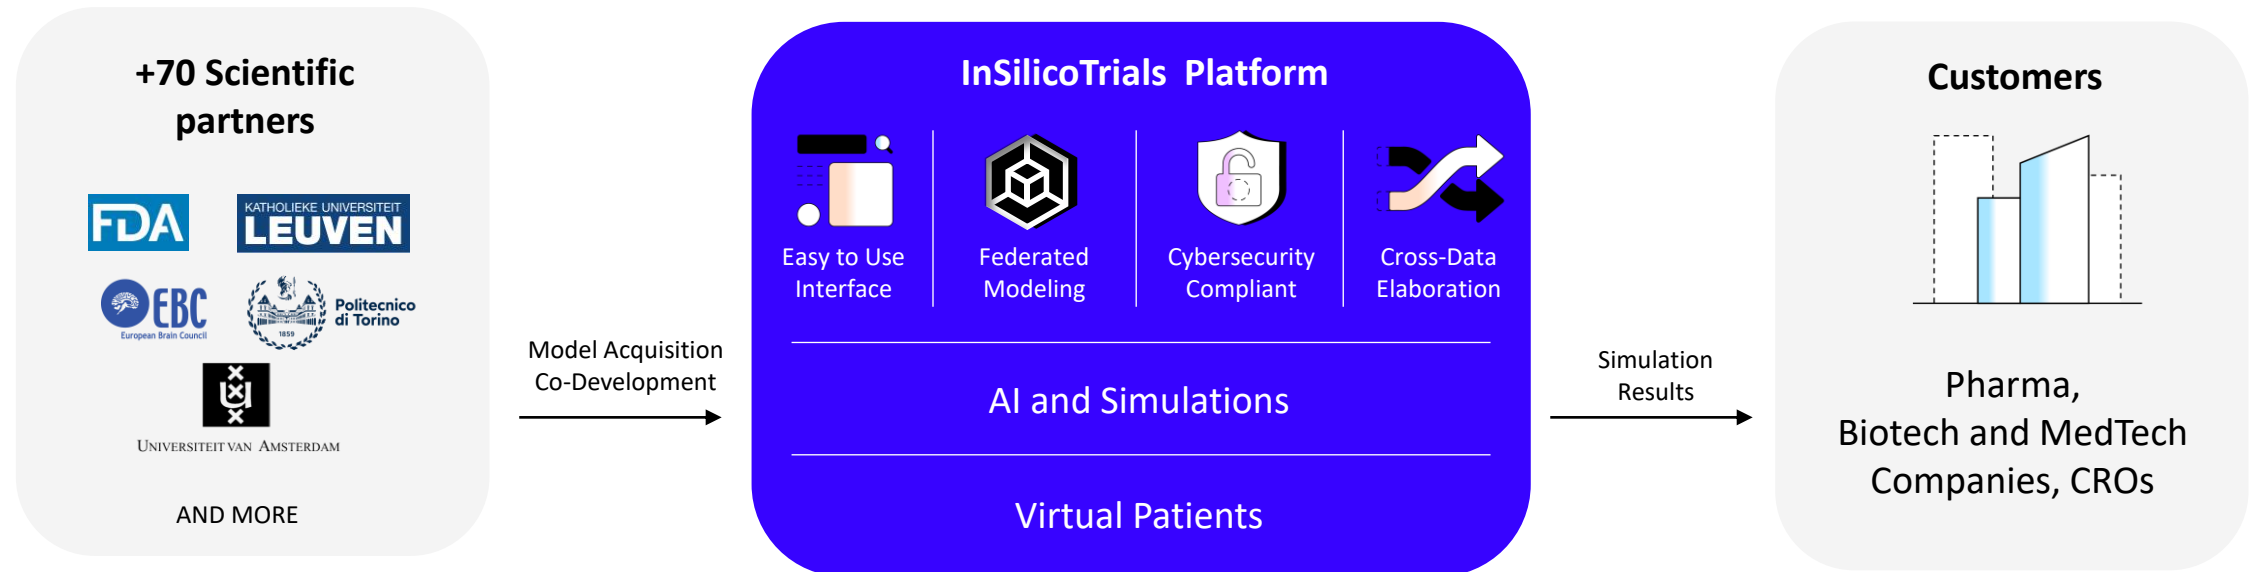 +70 Scientific
partners
FDA
KATHOLIEKE UNIVERSITEIT
LEUVEN
EBC
European Brain Council
1859
Politecnico
di Torino
UNIVERSITEIT VAN AMSTERDAM
AND MORE
Model Acquisition
Co-Development
InSilicoTrials Platform
Easy to Use
Interface
Federated
Modeling
Cybersecurity
Compliant
Cross-Data
Elaboration
AI and Simulations
Virtual Patients
Simulation
Results
Customers
Pharma,
Biotech and MedTech
Companies, CROs